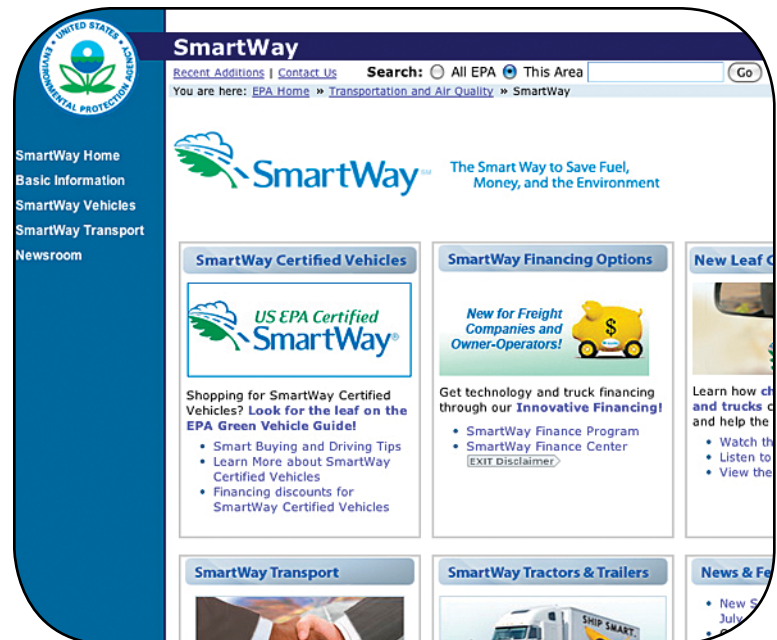 UNITED STATES
ENVIRONMENTAL PROTECTION AGENCY
SmartWay
Recent Additions | Contact Us Search: All EPA This Area Go
You are here: EPA Home » Transportation and Air Quality » SmartWay
SmartWay Home
Basic Information
SmartWay Vehicles
SmartWay Transport
Newsroom
SmartWay SM
The Smart Way to Save Fuel,
Money, and the Environment
SmartWay Certified Vehicles
US EPA Certified
SmartWay®
Shopping for SmartWay Certified
Vehicles? Look for the leaf on the
EPA Green Vehicle Guide!
• Smart Buying and Driving Tips
• Learn More about SmartWay
Certified Vehicles
• Financing discounts for
SmartWay Certified Vehicles
SmartWay Financing Options
New for Freight
Companies and
Owner-Operators!
$
Get technology and truck financing
through our Innovative Financing!
• SmartWay Finance Program
• SmartWay Finance Center
EXIT Disclaimer
New Leaf
Learn how
and trucks
and help the
• Watch
• Listen to
• View the
SmartWay Transport
SmartWay Tractors & Trailers
SHIP SMART.
News &
• New
July